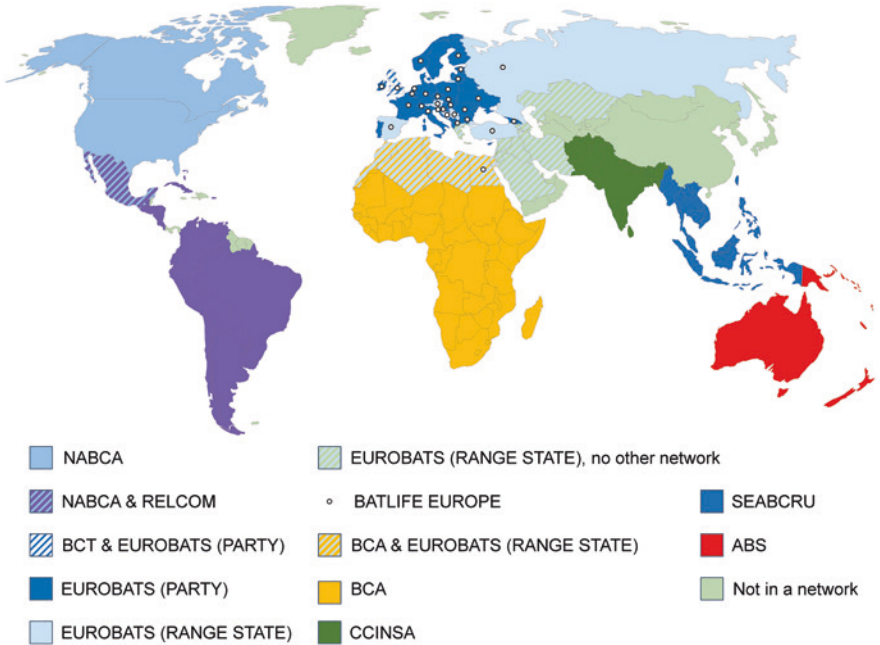 NABCA
NABCA & RELCOM
BCT & EUROBATS (PARTY)
EUROBATS (PARTY)
EUROBATS (RANGE STATE)
EUROBATS (RANGE STATE), no other network
BATLIFE EUROPE
BCA & EUROBATS (RANGE STATE)
BCA
CCINSA
SEABCRU
ABS
Not in a network